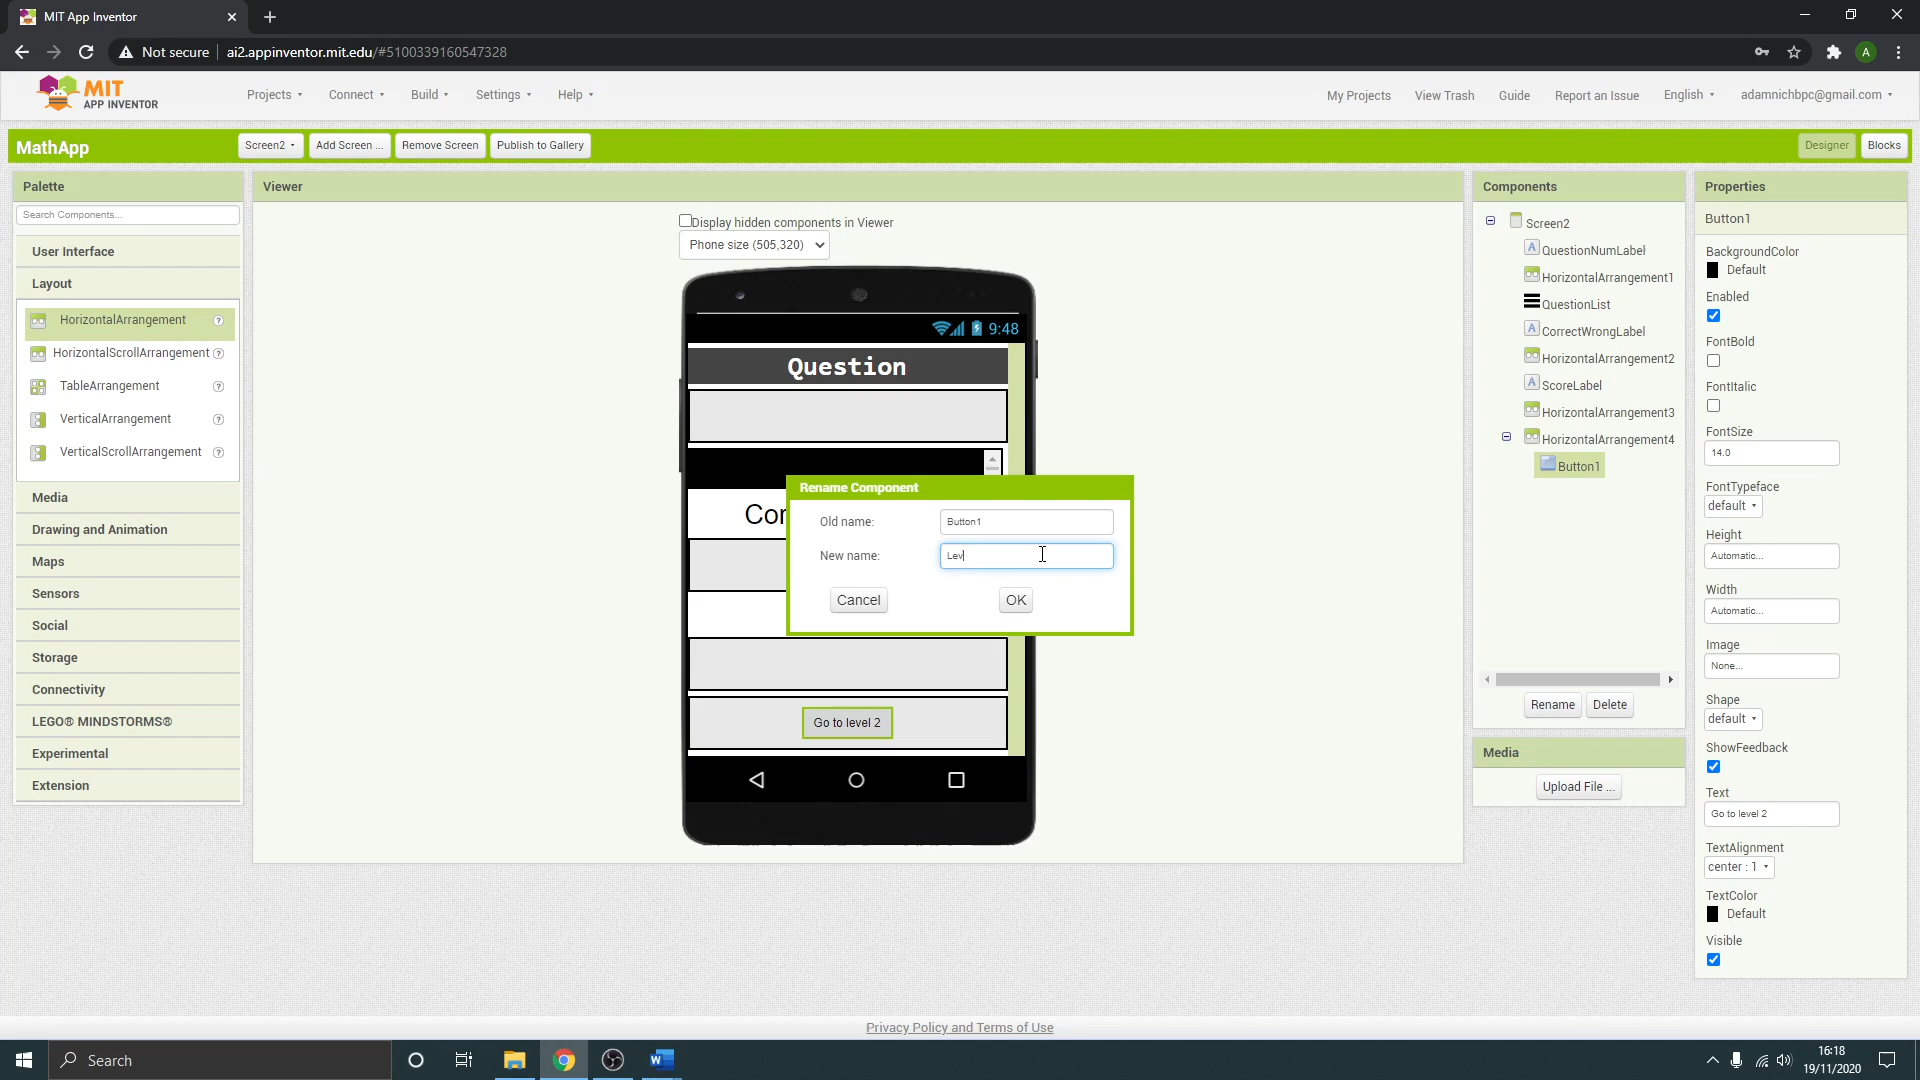 MIT App Inventor
Not secure
ai2.appinventor.mit.edu/#5100339160547328
A
MIT
APP INVENTOR
Projects
Connect
Build
Settings
Help
My Projects
View Trash
Guide
Report an Issue
English
adamnichbpc@gmail.com
MathApp
Screen2
Add Screen ...
Remove Screen
Publish to Gallery
Designer
Blocks
Palette
Search Components...
User Interface
Layout
HorizontalArrangement
HorizontalScrollArrangement
TableArrangement
VerticalArrangement
VerticalScrollArrangement
Media
Drawing and Animation
Maps
Sensors
Social
Storage
Connectivity
LEGO® MINDSTORMS®
Experimental
Extension
Viewer
Display hidden components in Viewer
Phone size (505,320)
9:48
Question
Cor
Go to level 2
Rename Component
Old name:
Button1
New name:
Lev
Cancel
OK
Components
Screen2
QuestionNumLabel
HorizontalArrangement1
QuestionList
CorrectWrongLabel
HorizontalArrangement2
ScoreLabel
HorizontalArrangement3
HorizontalArrangement4
Button1
Rename
Delete
Media
Upload File ...
Properties
Button1
BackgroundColor
Default
Enabled
FontBold
FontItalic
FontSize
14.0
FontTypeface
default
Height
Automatic...
Width
Automatic...
Image
None...
Shape
default
ShowFeedback
Text
Go to level 2
TextAlignment
center : 1
TextColor
Default
Visible
Privacy Policy and Terms of Use
Search
16:18
19/11/2020